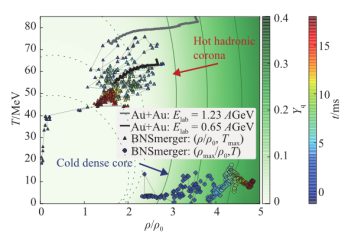 80
70
60
50
40
30
20
10
0
T/MeV
Hot hadronic
corona
Au+Au: E_lab = 1.23 AGeV
Au+Au: E_lab = 0.65 AGeV
BNSmerger: (ρ/ρ₀, T_max)
BNSmerger: (ρ_max/ρ₀,T)
Cold dense core
0 1 2 3 4 5
ρ/ρ₀
0.4
0.3
0.2
0.1
0
Y_q
15
10
5
0
t/ms